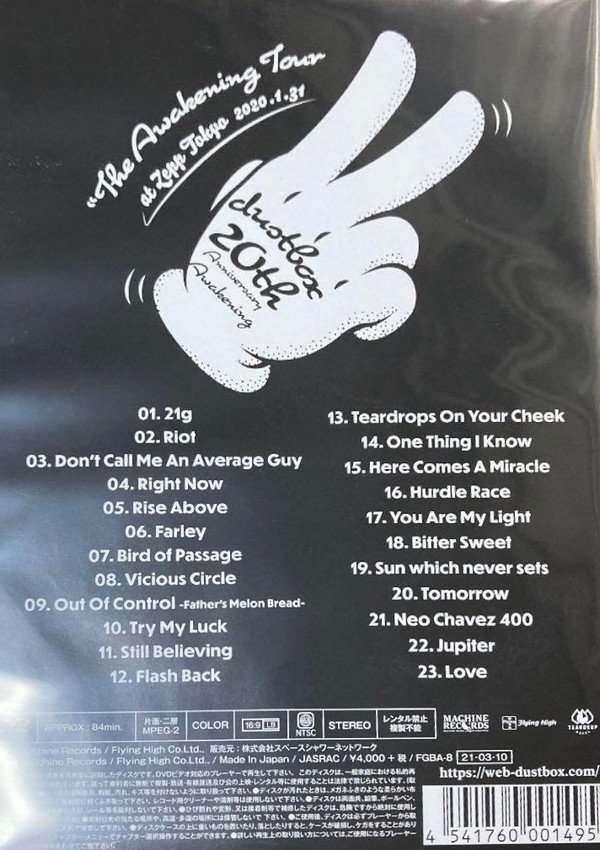 "The Awakening Tour
at Zepp Tokyo 2020.1.31
dustbox
20th
Anniversary
Awakening
01. 21g
02. Riot
03. Don't Call Me An Average Guy
04. Right Now
05. Rise Above
06. Farley
07. Bird of Passage
08. Vicious Circle
09. Out Of Control -Father's Melon Bread-
10. Try My Luck
11. Still Believing
12. Flash Back
13. Teardrops On Your Cheek
14. One Thing I Know
15. Here Comes A Miracle
16. Hurdle Race
17. You Are My Light
18. Bitter Sweet
19. Sun which never sets
20. Tomorrow
21. Neo Chavez 400
22. Jupiter
23. Love
APPROX : 84min.
片面・二層
MPEG-2
COLOR
16:9 LB
NTSC
STEREO
レンタル禁止
複製不能
MACHINE
RECORDS
Flying High
TEARDROP
Records / Flying High Co.Ltd., 販売元：株式会社スペースシャワーネットワーク
Records / Flying High Co.Ltd., / Made In Japan / JASRAC / ¥4,000＋税 / FGBA-8 21·03·10
https://web-dustbox.com/
4 541760 001495